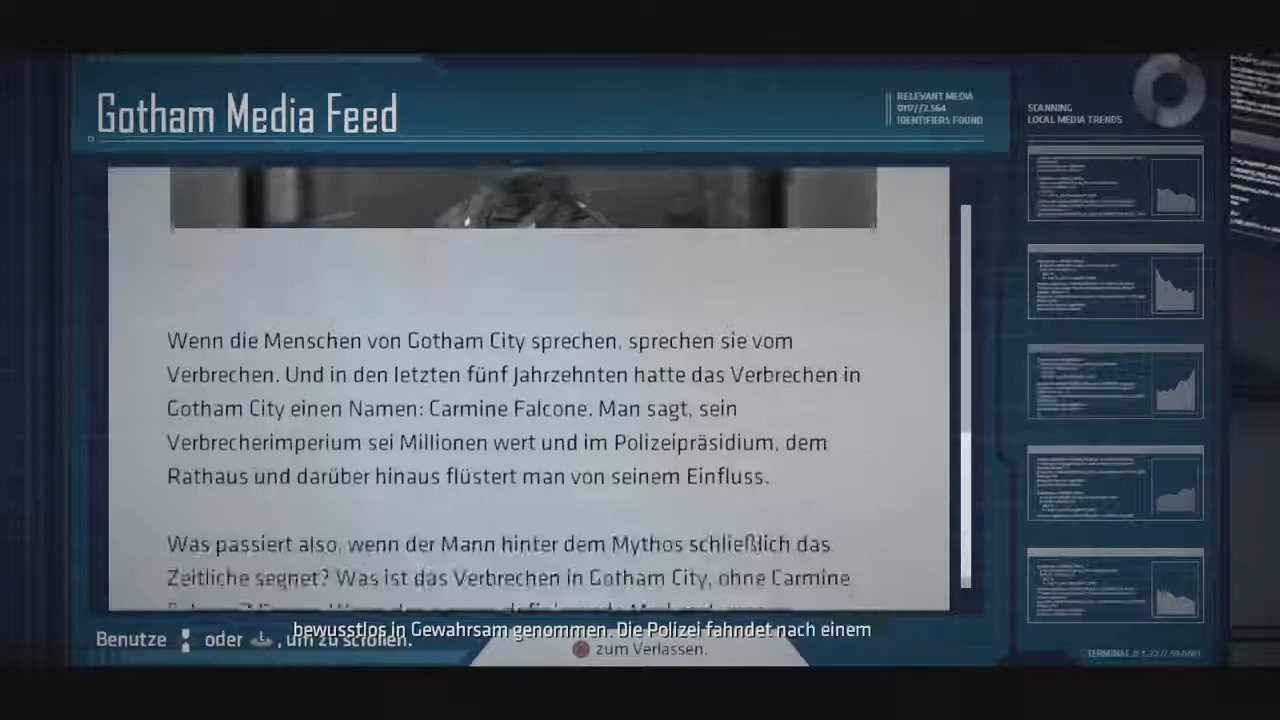 Gotham Media Feed
RELEVANT MEDIA
IDENTIFIERS FOUND
SCANNING
LOCAL MEDIA TRENDS
Wenn die Menschen von Gotham City sprechen, sprechen sie vom
Verbrechen. Und in den letzten fünf Jahrzehnten hatte das Verbrechen in
Gotham City einen Namen: Carmine Falcone. Man sagt, sein
Verbrecherimperium sei Millionen wert und im Polizeipräsidium, dem
Rathaus und darüber hinaus flüstert man von seinem Einfluss.
Was passiert also, wenn der Mann hinter dem Mythos schließlich das
Zeitliche segnet? Was ist das Verbrechen in Gotham City, ohne Carmine
bewusstlos in Gewahrsam genommen. Die Polizei fahndet nach einem
Benutze oder , um zu scrollen.
zum Verlassen.